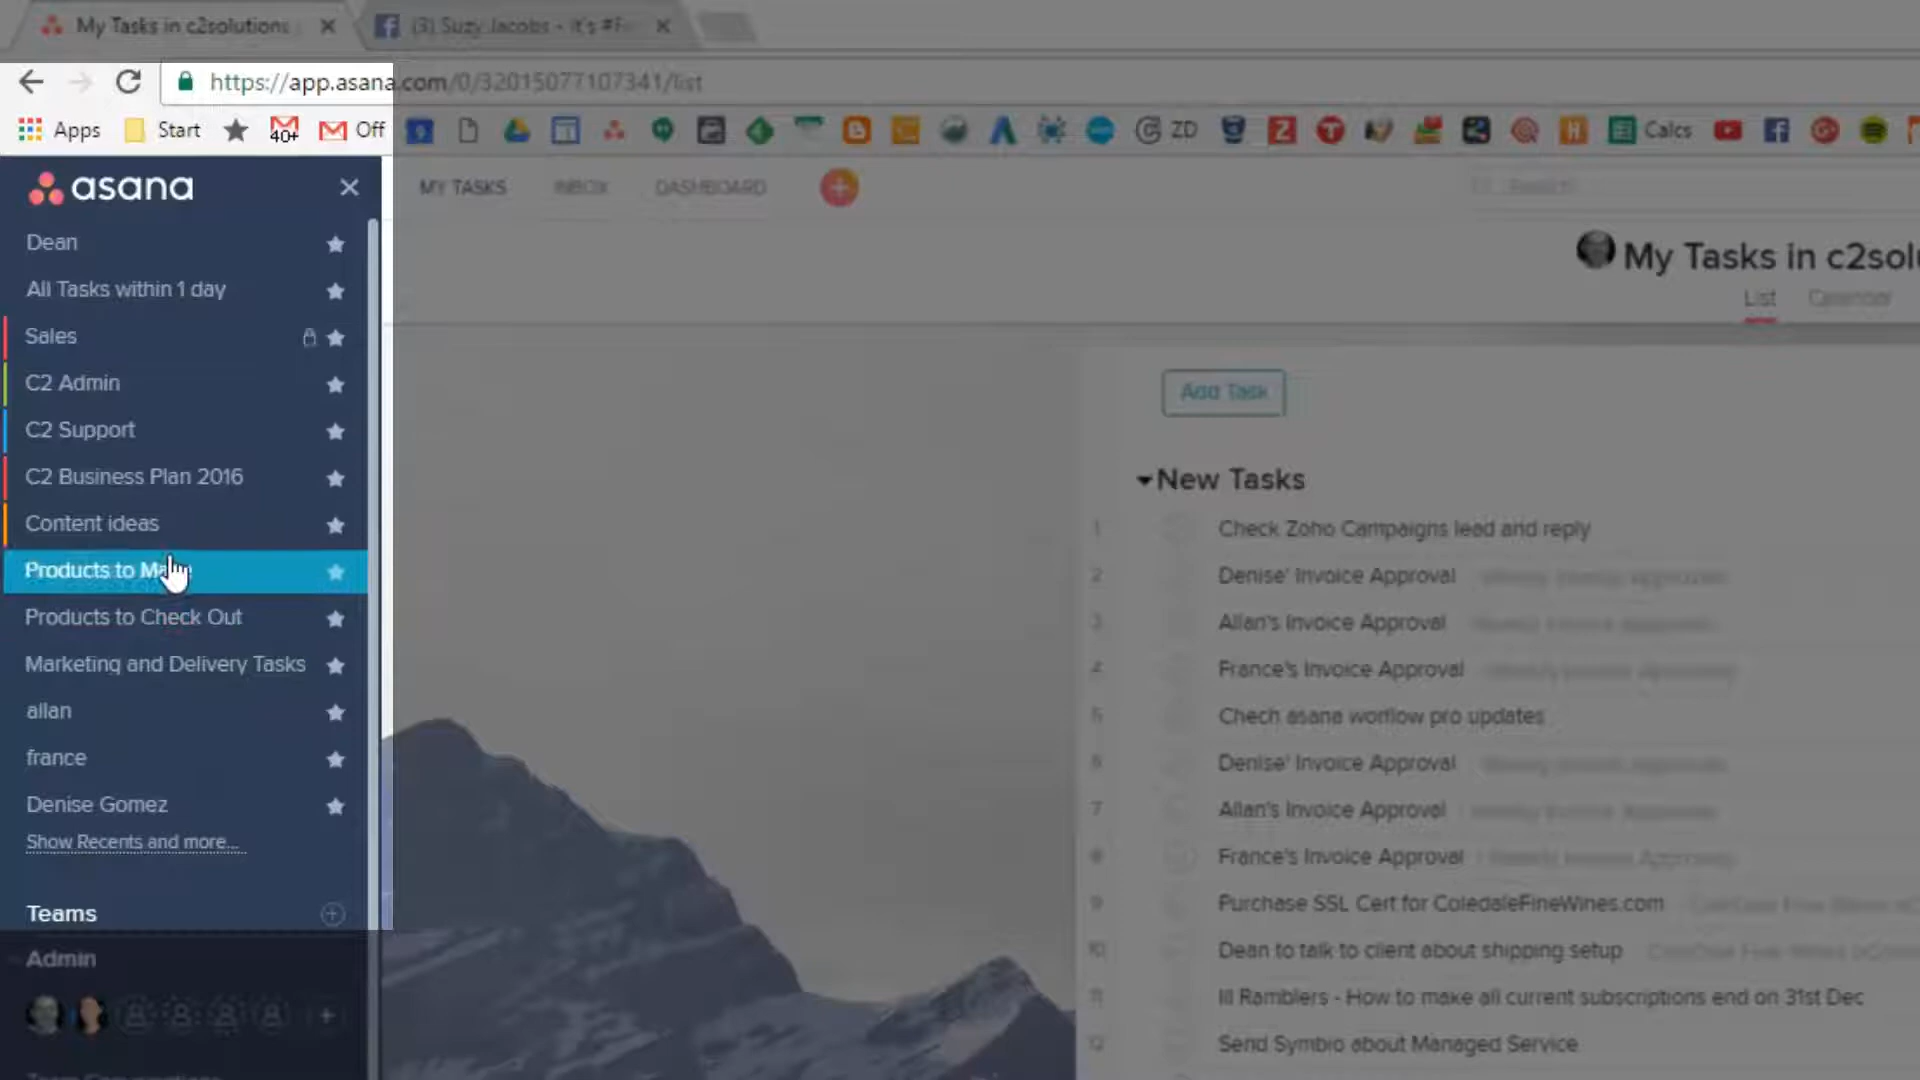 My Tasks in c2solutions
(3) Suzy Jacobs - It's #F
https://app.asana.com/0/32015077107341/list
Apps
Start
40+
Off
ZD
Calcs
asana
MY TASKS
INBOX
DASHBOARD
Search
Dean
All Tasks within 1 day
Sales
C2 Admin
C2 Support
C2 Business Plan 2016
Content ideas
Products to Ma
Products to Check Out
Marketing and Delivery Tasks
allan
france
Denise Gomez
Show Recents and more...
Teams
Admin
Team Conversations
My Tasks in c2solu
List
Calendar
Add Task
New Tasks
1 Check Zoho Campaigns lead and reply
2 Denise' Invoice Approval
3 Allan's Invoice Approval
4 France's Invoice Approval
5 Chech asana worflow pro updates
6 Denise' Invoice Approval
7 Allan's Invoice Approval
8 France's Invoice Approval
9 Purchase SSL Cert for ColedaleFineWines.com
10 Dean to talk to client about shipping setup
11 Ill Ramblers - How to make all current subscriptions end on 31st Dec
12 Send Symbio about Managed Service